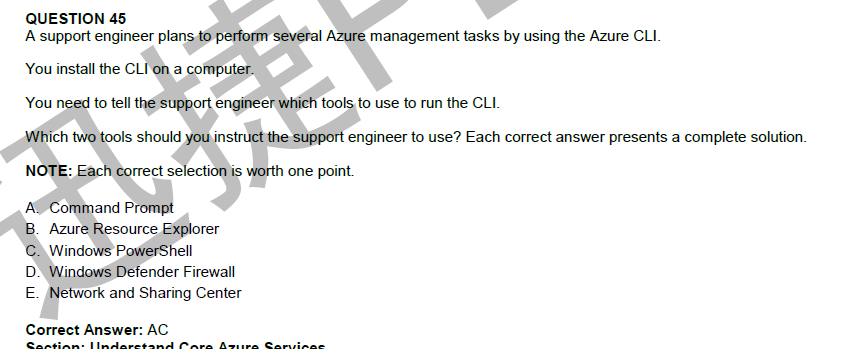 QUESTION 45
A support engineer plans to perform several Azure management tasks by using the Azure CLI.
You install the CLI on a computer.
You need to tell the support engineer which tools to use to run the CLI.
Which two tools should you instruct the support engineer to use? Each correct answer presents a complete solution.
NOTE: Each correct selection is worth one point.
A. Command Prompt
B. Azure Resource Explorer
C. Windows PowerShell
D. Windows Defender Firewall
E. Network and Sharing Center
Correct Answer: AC
Section: Understand Core Azure Services
迅捷P